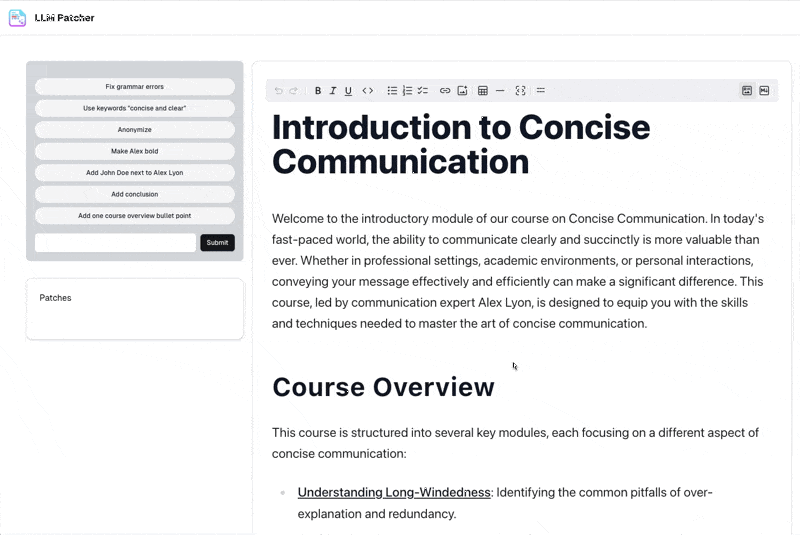 LLM Patcher
Fix grammar errors
Use keywords "concise and clear"
Anonymize
Make Alex bold
Add John Doe next to Alex Lyon
Add conclusion
Add one course overview bullet point
Submit
Patches
B I U
Introduction to Concise
Communication
Welcome to the introductory module of our course on Concise Communication. In today's
fast-paced world, the ability to communicate clearly and succinctly is more valuable than
ever. Whether in professional settings, academic environments, or personal interactions,
conveying your message effectively and efficiently can make a significant difference. This
course, led by communication expert Alex Lyon, is designed to equip you with the skills
and techniques needed to master the art of concise communication.
Course Overview
This course is structured into several key modules, each focusing on a different aspect of
concise communication:
Understanding Long-Windedness: Identifying the common pitfalls of over-
explanation and redundancy.